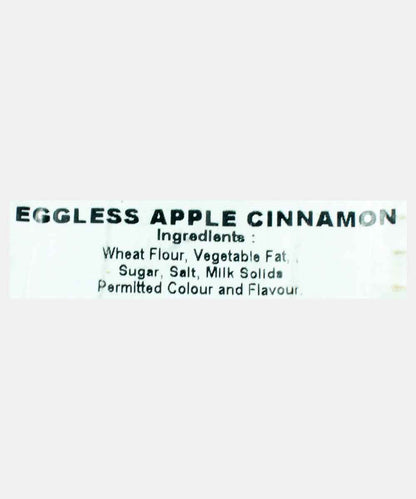 EGGLESS APPLE CINNAMON
Ingredients :
Wheat Flour, Vegetable Fat, .
Sugar, Salt, Milk Solids
Permitted Colour and Flavour.